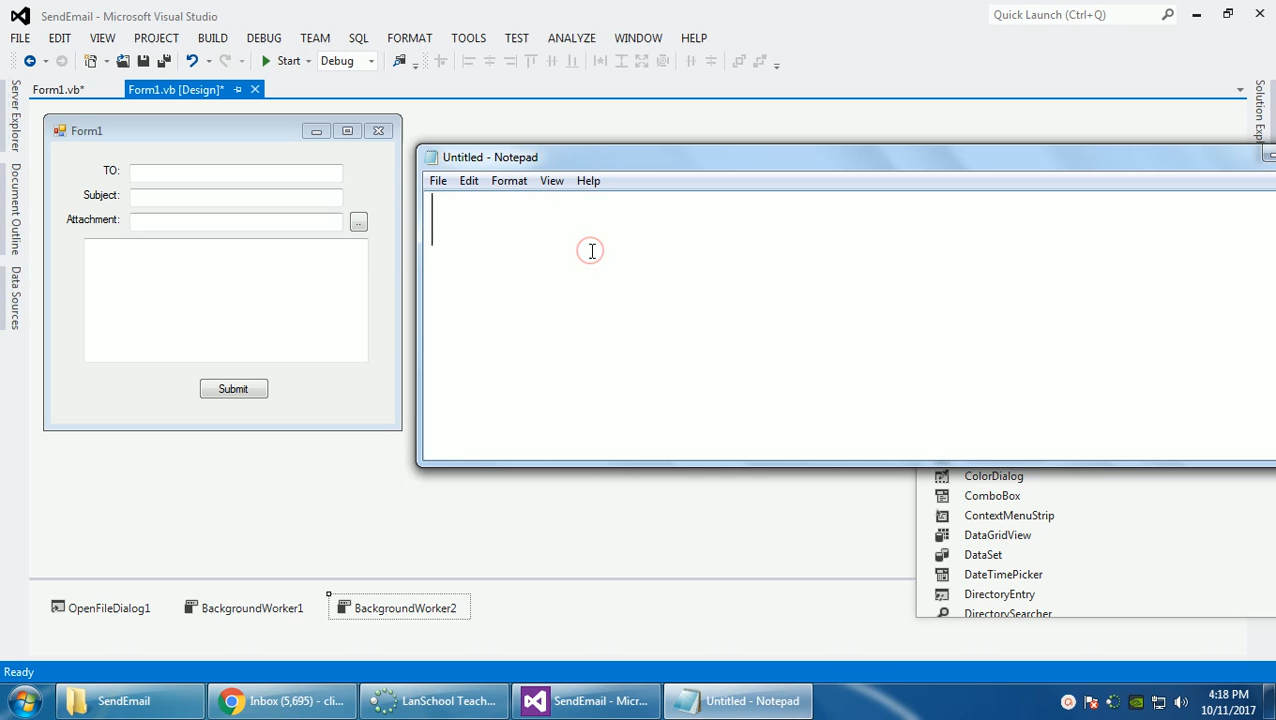 SendEmail - Microsoft Visual Studio
Quick Launch (Ctrl+Q)
FILE EDIT VIEW PROJECT BUILD DEBUG TEAM SQL FORMAT TOOLS TEST ANALYZE WINDOW HELP
Start Debug
Form1.vb* Form1.vb [Design]*
Server Explorer
Document Outline
Data Sources
Form1
TO:
Subject:
Attachment:
..
Submit
Untitled - Notepad
File Edit Format View Help
ColorDialog
ComboBox
ContextMenuStrip
DataGridView
DataSet
DateTimePicker
DirectoryEntry
DirectorySearcher
OpenFileDialog1 BackgroundWorker1 BackgroundWorker2
Ready
SendEmail Inbox (5,695) - cli... LanSchool Teach... SendEmail - Micr... Untitled - Notepad
4:18 PM
10/11/2017